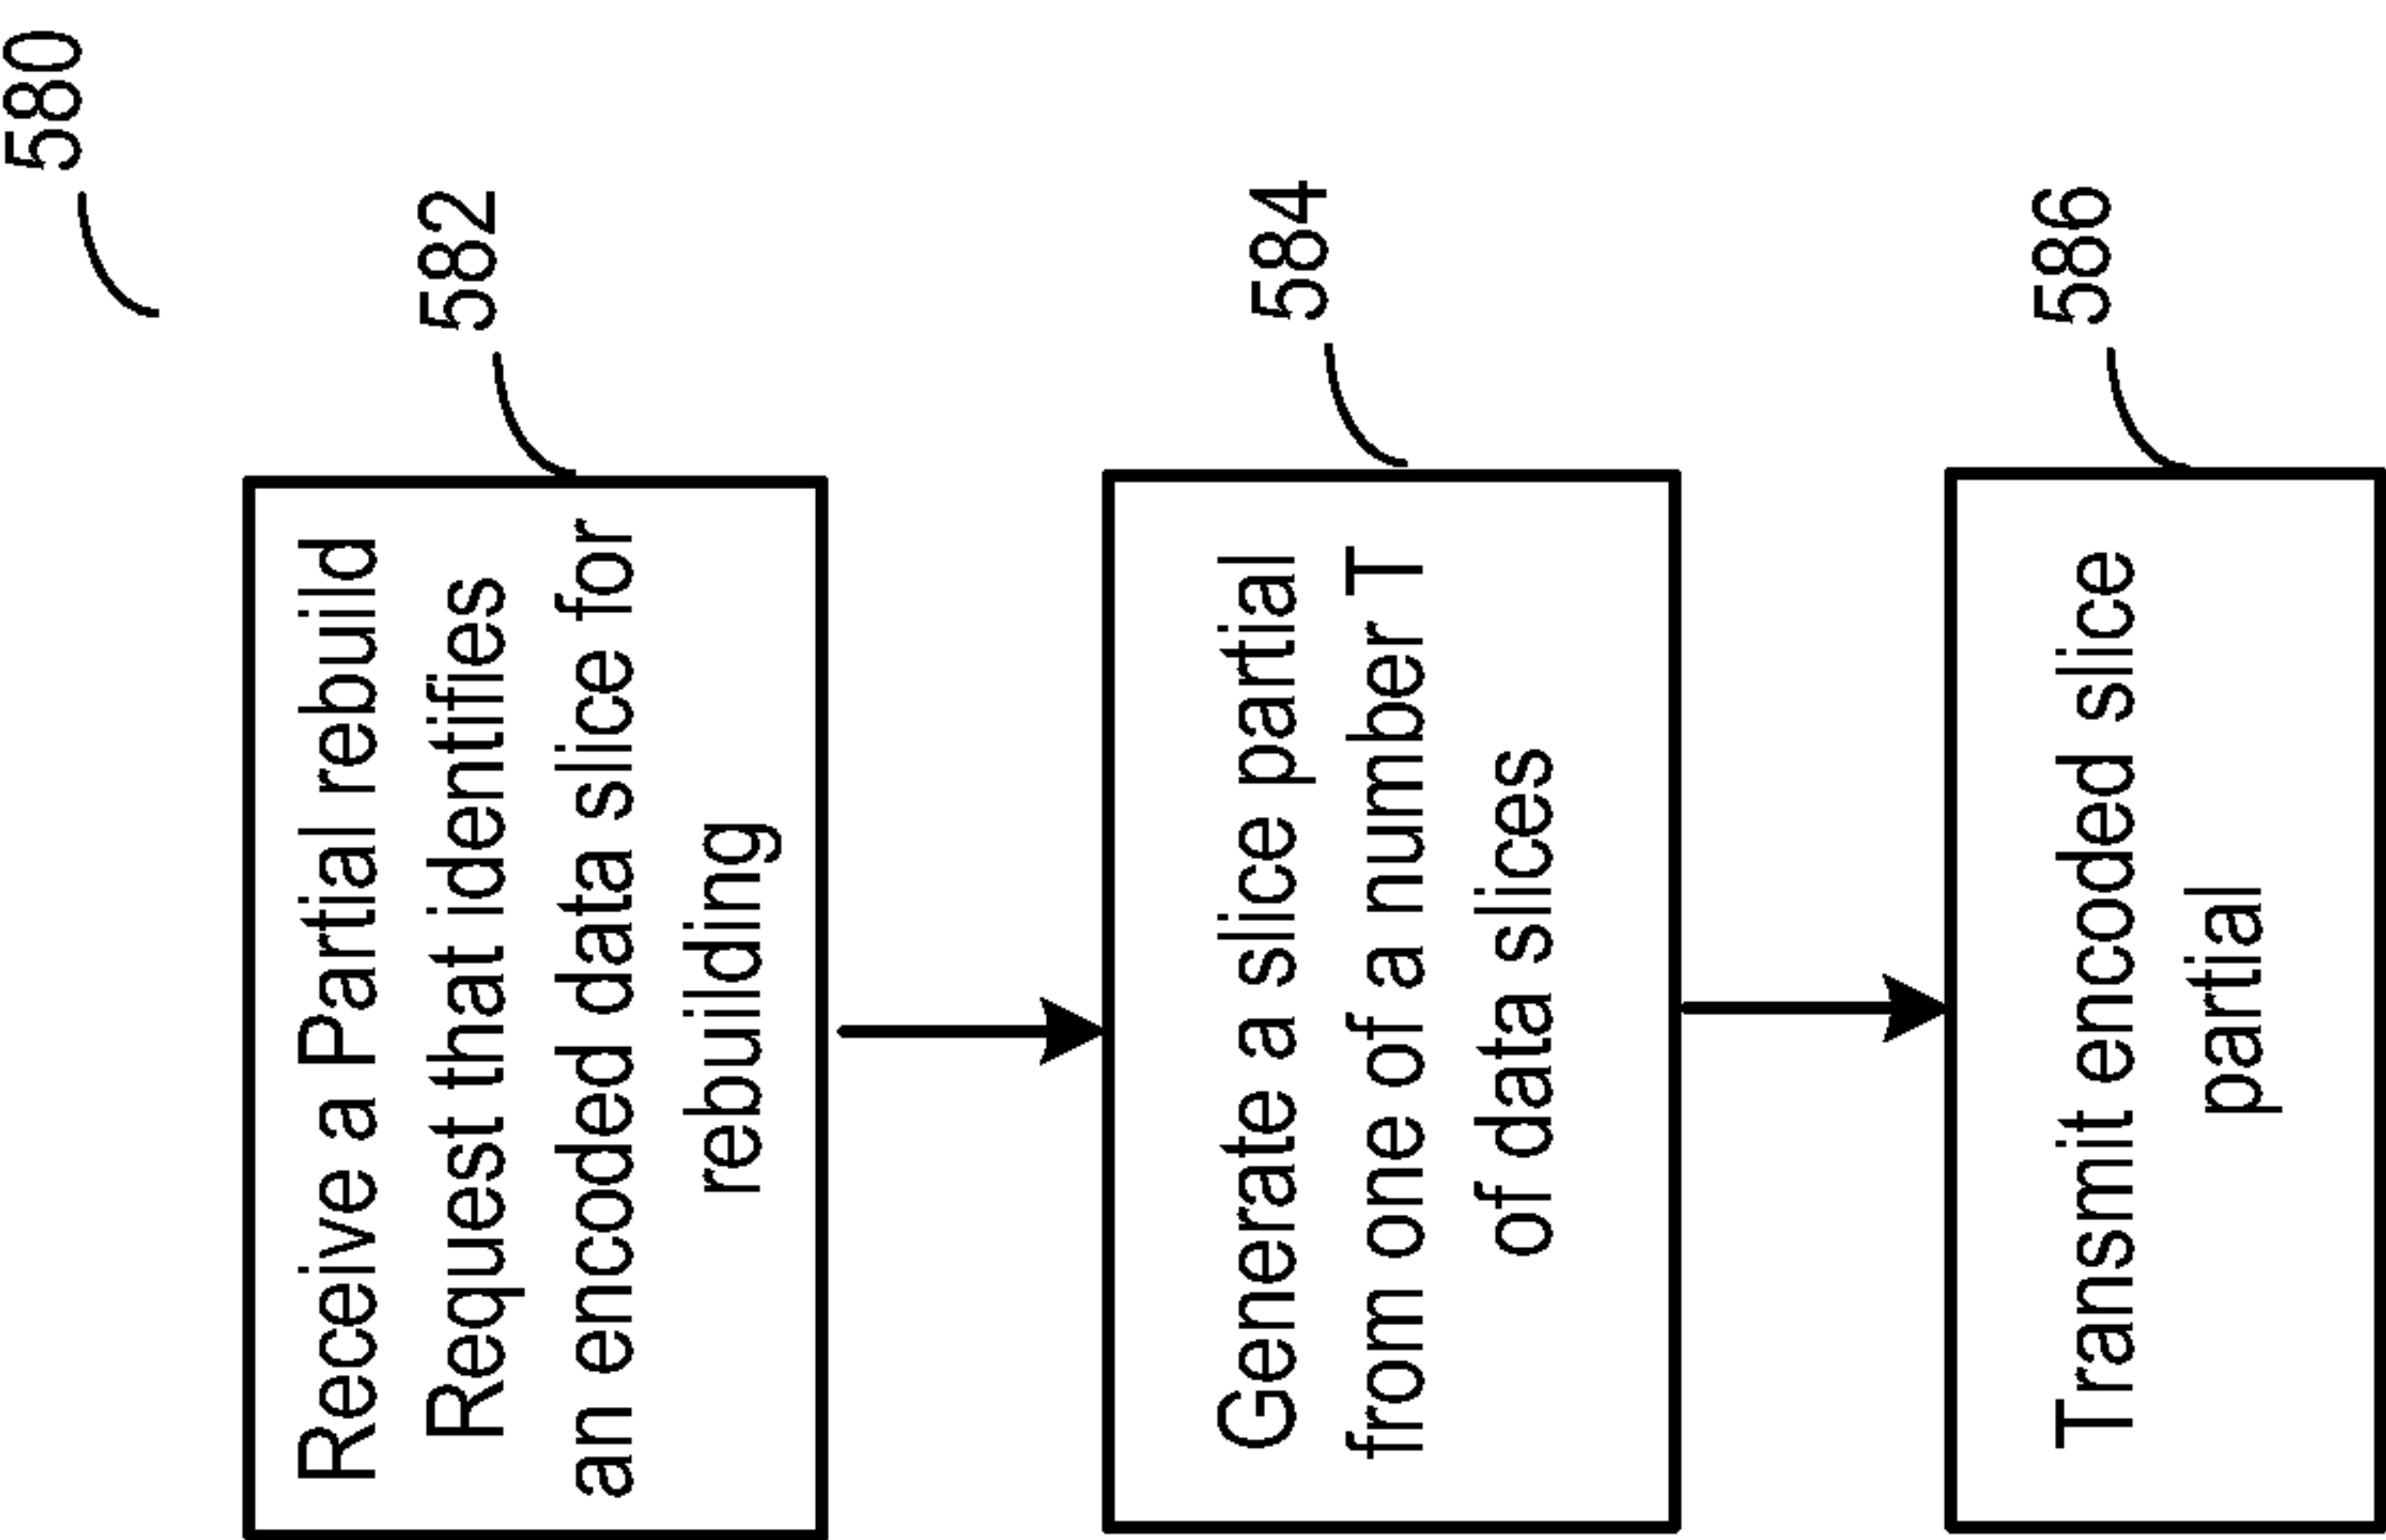 580
Receive a Partial rebuild
Request that identifies
an encoded data slice for
rebuilding
582
Generate a slice partial
from one of a number T
of data slices
584
Transmit encoded slice
partial
586